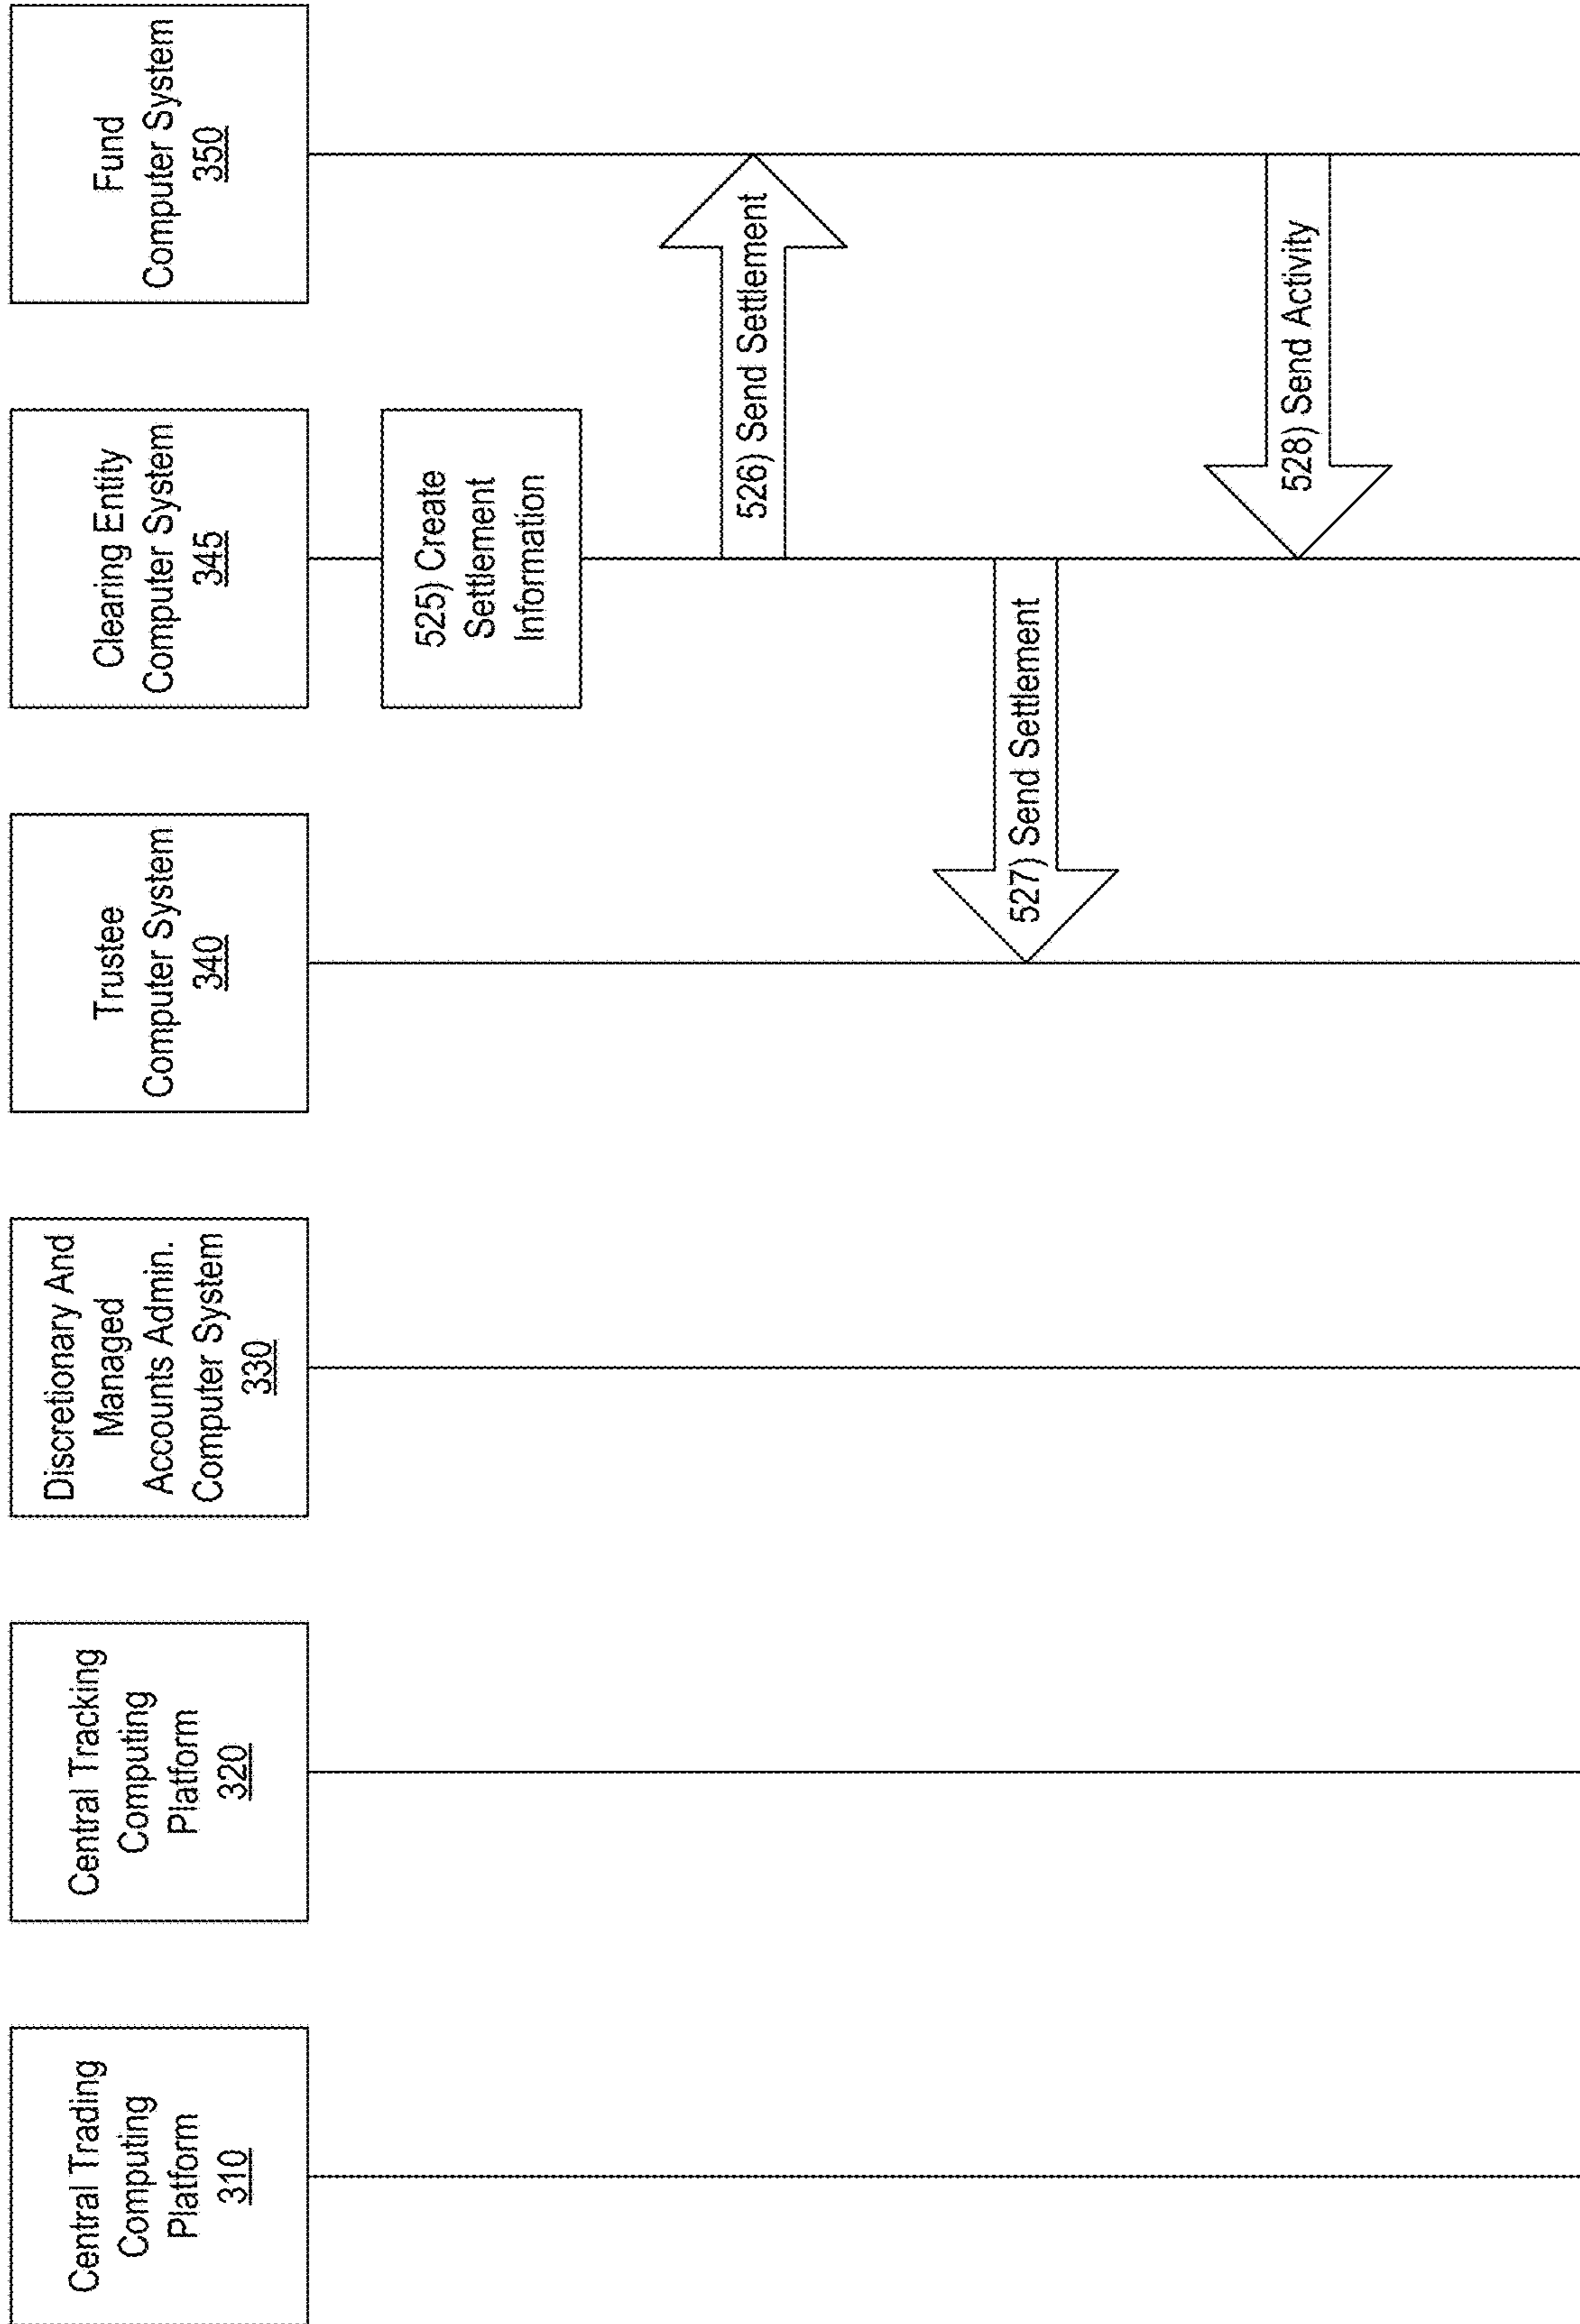 Central Trading
Computing
Platform
310
Central Tracking
Computing
Platform
320
Discretionary And
Managed
Accounts Admin.
Computer System
330
Trustee
Computer System
340
Clearing Entity
Computer System
345
Fund
Computer System
350
525) Create
Settlement
Information
526) Send Settlement
527) Send Settlement
528) Send Activity